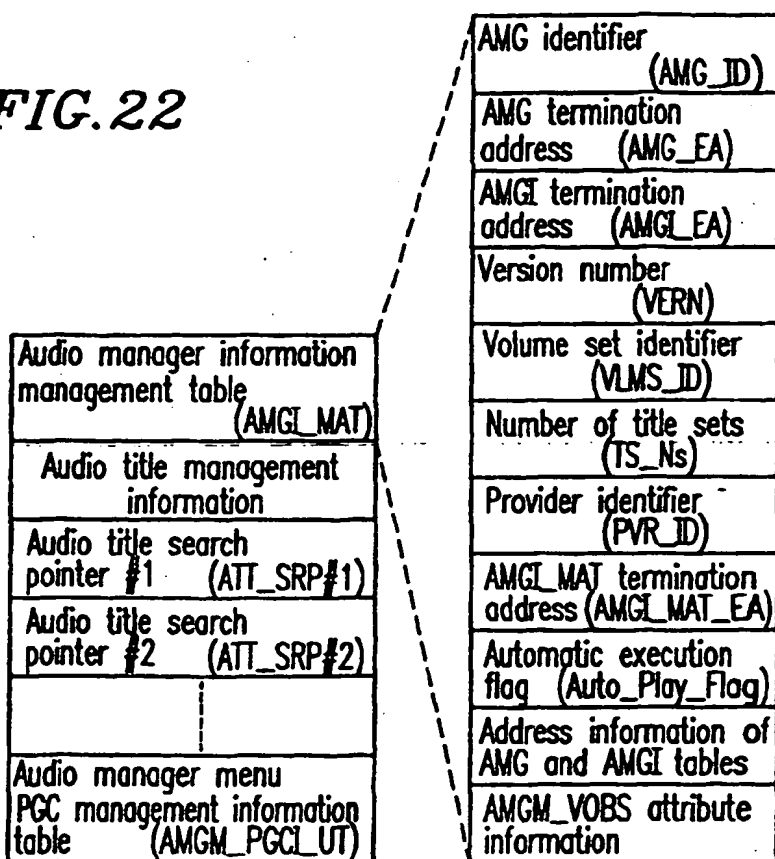 FIG.22
Audio manager information
management table
(AMGI_MAT)
Audio title management
information
Audio title search
pointer #1 (ATT_SRP#1)
Audio title search
pointer #2 (ATT_SRP#2)
Audio manager menu
PGC management information
table (AMGM_PGCI_UT)
AMG identifier
(AMG_ID)
AMG termination
address (AMG_EA)
AMGI termination
address (AMGI_EA)
Version number
(VERN)
Volume set identifier
(VLMS_ID)
Number of title sets
(TS_Ns)
Provider identifier
(PVR_ID)
AMGI_MAT termination
address (AMGI_MAT_EA)
Automatic execution
flag (Auto_Play_Flag)
Address information of
AMG and AMGI tables
AMGM_VOBS attribute
information